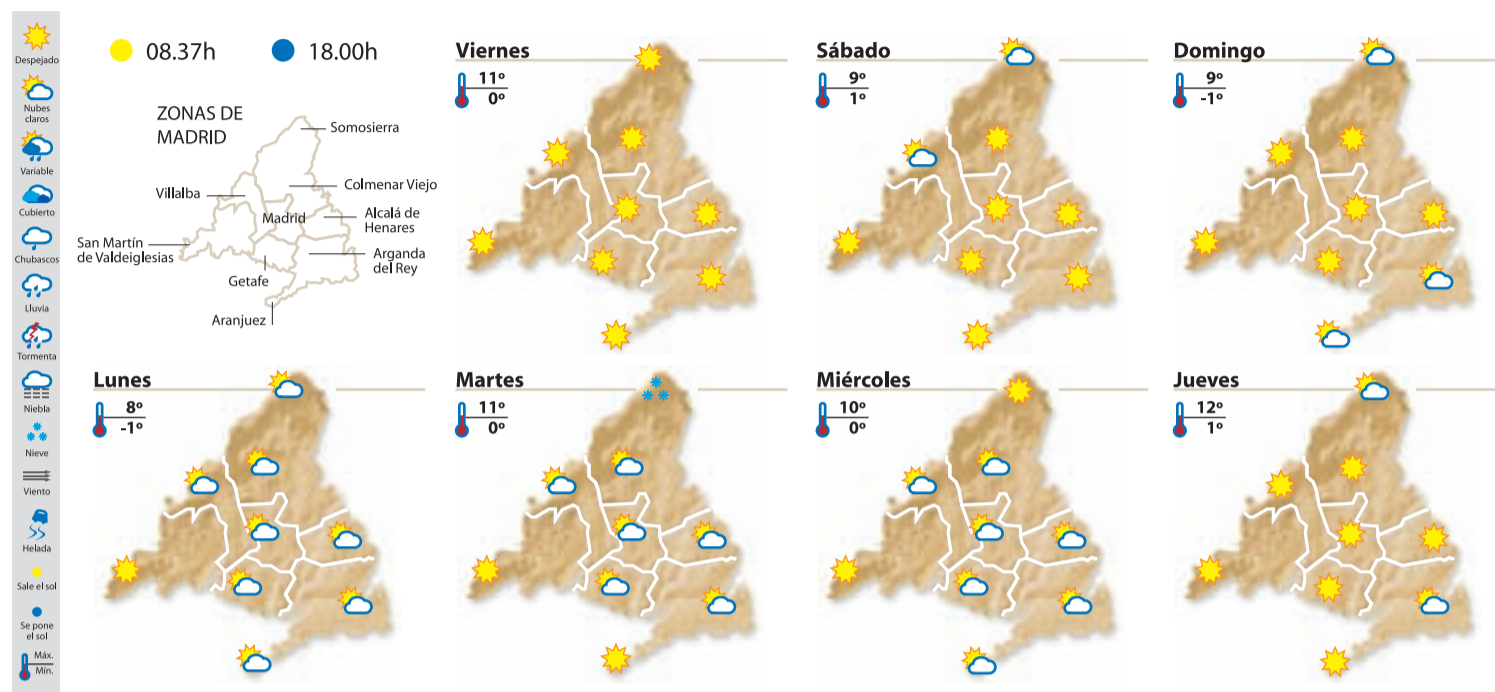 Despejado
Nubes
claros
Variable
Cubierto
Chubascos
Lluvia
Tormenta
Niebla
Nieve
Viento
Helada
Sale el sol
Se pone
el sol
Máx.
Mín.
08.37h
18.00h
ZONAS DE
MADRID
Somosierra
Colmenar Viejo
Villalba
Madrid
Alcalá de
Henares
San Martín
de Valdeiglesias
Arganda
del Rey
Getafe
Aranjuez
Viernes
11º
0º
Sábado
9º
1º
Domingo
9º
-1º
Lunes
8º
-1º
Martes
11º
0º
Miércoles
10º
0º
Jueves
12º
1º